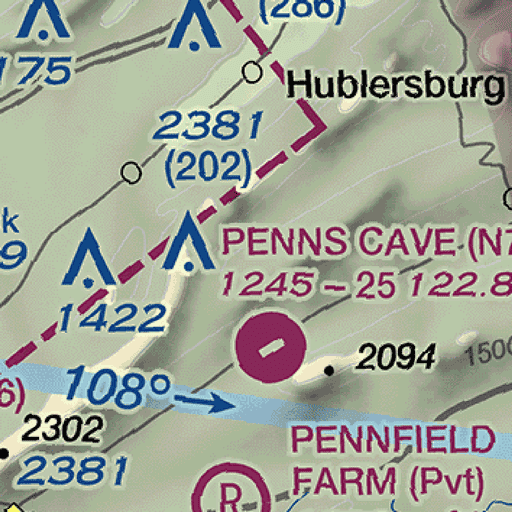 (286)
175
Hublersburg
2381
(202)
k
9
PENNS CAVE (N7
1245 – 25 122.8
1422
2094
1500
6)
108°
2302
2381
PENNFIELD
FARM (Pvt)
R